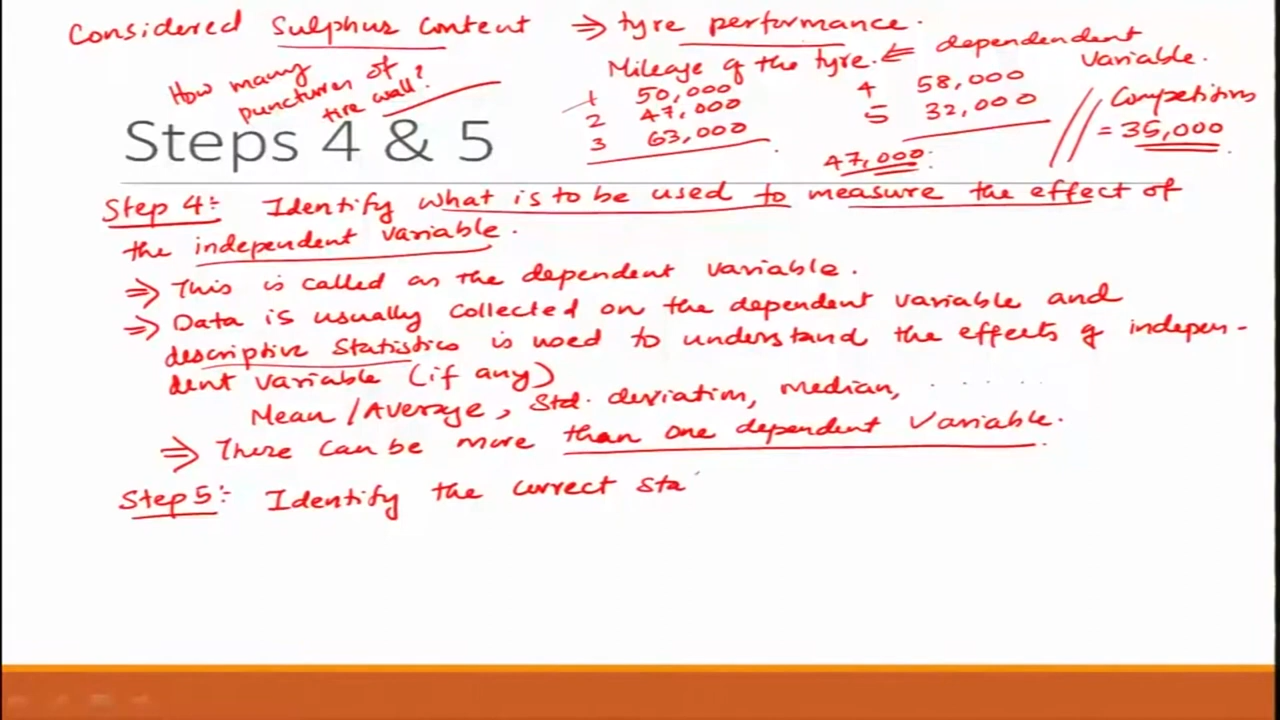 Considered Sulphur Content ⇒ tyre performance.
How many punctures of tire wall?
Mileage of the tyre. ⇐ dependendent variable.
1 50,000
2 47,000
3 63,000
4 58,000
5 32,000
47,000
Competitors
= 35,000
Steps 4 & 5
Step 4: Identify what is to be used to measure the effect of
the independent variable.
⇒ This is called as the dependent variable.
⇒ Data is usually collected on the dependent variable and
descriptive statistics is used to understand the effects of indepen-
dent variable (if any)
Mean / Average, Std. deviation, median, ......
⇒ There can be more than one dependent variable.
Step 5: Identify the correct sta